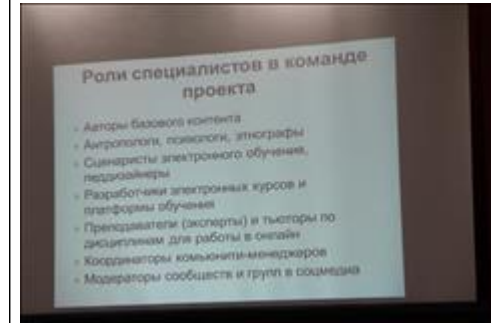 Роли специалистов в команде
проекта
Авторы базового контента
Антропологи, психологи, этнографы
Сценаристы электронного обучения,
педдизайнеры
Разработчики электронных курсов и
платформы обучения
Преподаватели (эксперты) и тьюторы по
дисциплинам для работы в онлайн
Координаторы комьюнити-менеджеров
Модераторы сообществ и групп в соцмедиа